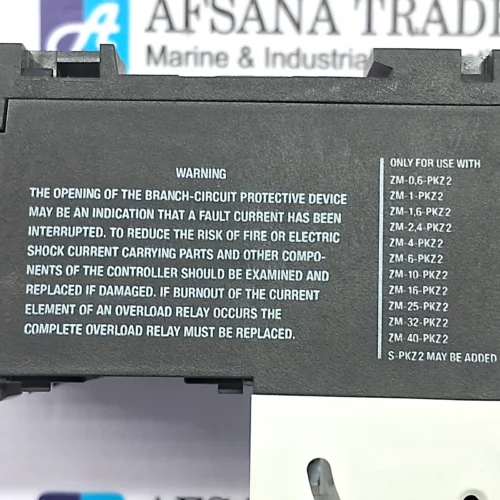 AFSANA TRADE
Marine & Industrial
WARNING
THE OPENING OF THE BRANCH-CIRCUIT PROTECTIVE DEVICE
MAY BE AN INDICATION THAT A FAULT CURRENT HAS BEEN
INTERRUPTED. TO REDUCE THE RISK OF FIRE OR ELECTRIC
SHOCK CURRENT CARRYING PARTS AND OTHER COMPO-
NENTS OF THE CONTROLLER SHOULD BE EXAMINED AND
REPLACED IF DAMAGED. IF BURNOUT OF THE CURRENT
ELEMENT OF AN OVERLOAD RELAY OCCURS THE
COMPLETE OVERLOAD RELAY MUST BE REPLACED.
ONLY FOR USE WITH
ZM-0,6-PKZ2
ZM-1-PKZ2
ZM-1,6-PKZ2
ZM-2,4-PKZ2
ZM-4-PKZ2
ZM-6-PKZ2
ZM-10-PKZ2
ZM-16-PKZ2
ZM-25-PKZ2
ZM-32-PKZ2
ZM-40-PKZ2
S-PKZ2 MAY BE ADDED